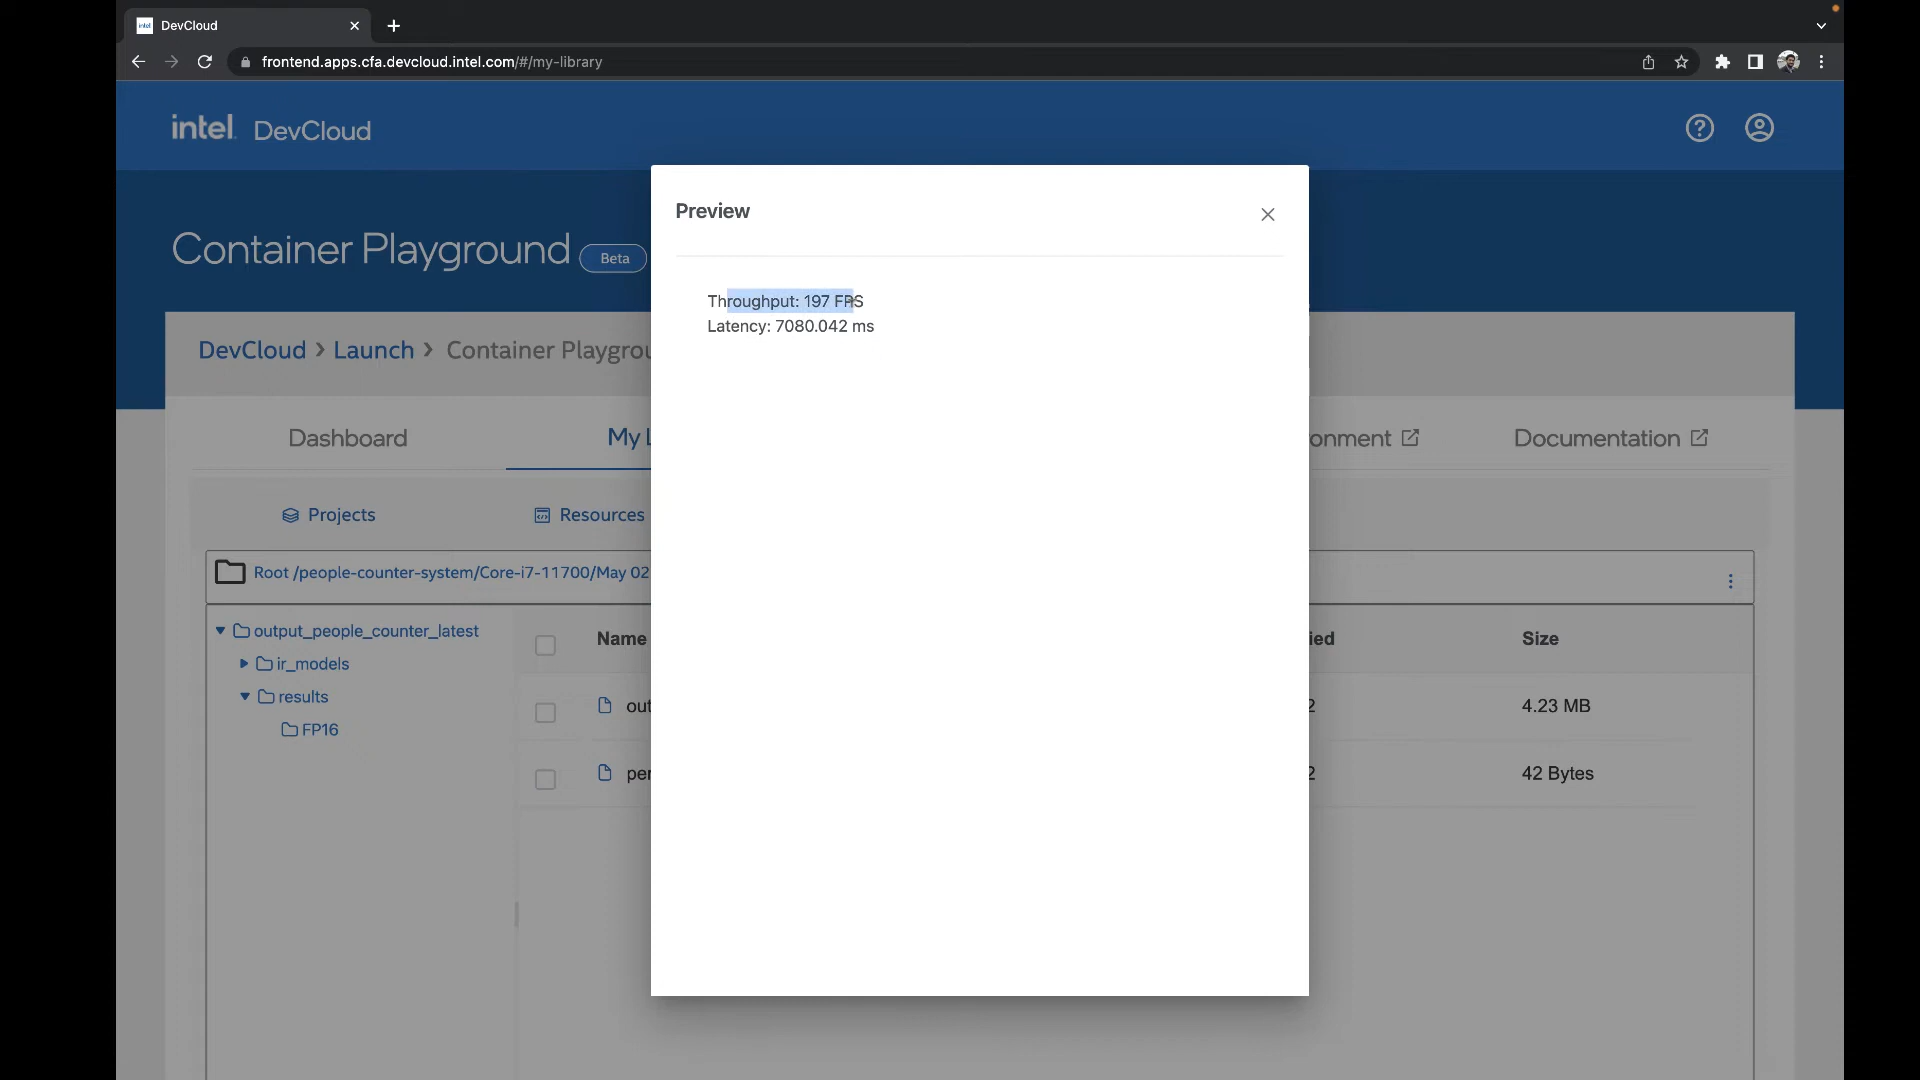 DevCloud
frontend.apps.cfa.devcloud.intel.com/#/my-library
intel. DevCloud
Container Playground Beta
Preview
Throughput: 197 FPS
Latency: 7080.042 ms
DevCloud > Launch > Container Playgrou
Dashboard
My L
onment
Documentation
Projects
Resources
Root /people-counter-system/Core-i7-11700/May 02
output_people_counter_latest
ir_models
results
FP16
Name
ied
Size
out
2
4.23 MB
per
2
42 Bytes